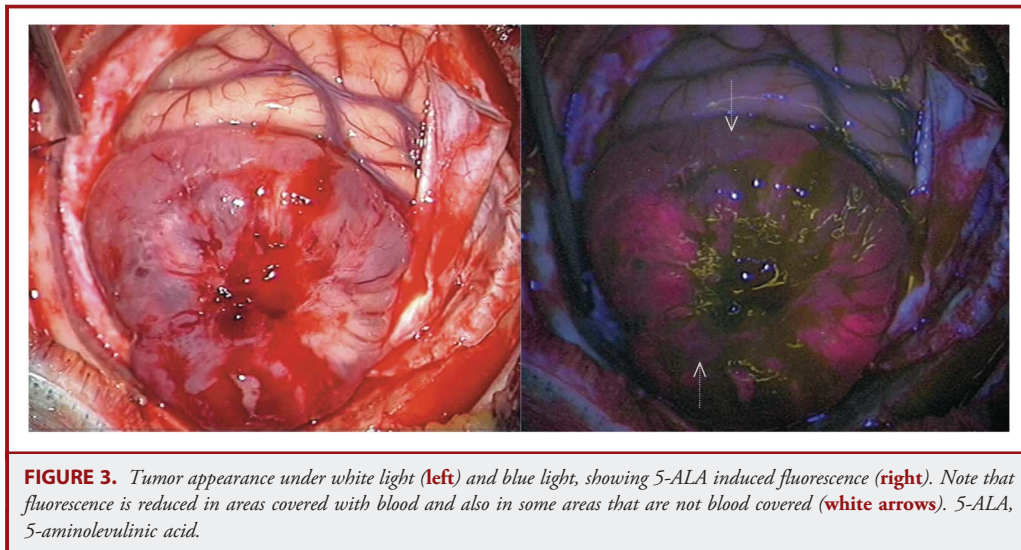 FIGURE 3. Tumor appearance under white light (left) and blue light, showing 5-ALA induced fluorescence (right). Note that
fluorescence is reduced in areas covered with blood and also in some areas that are not blood covered (white arrows). 5-ALA,
5-aminolevulinic acid.